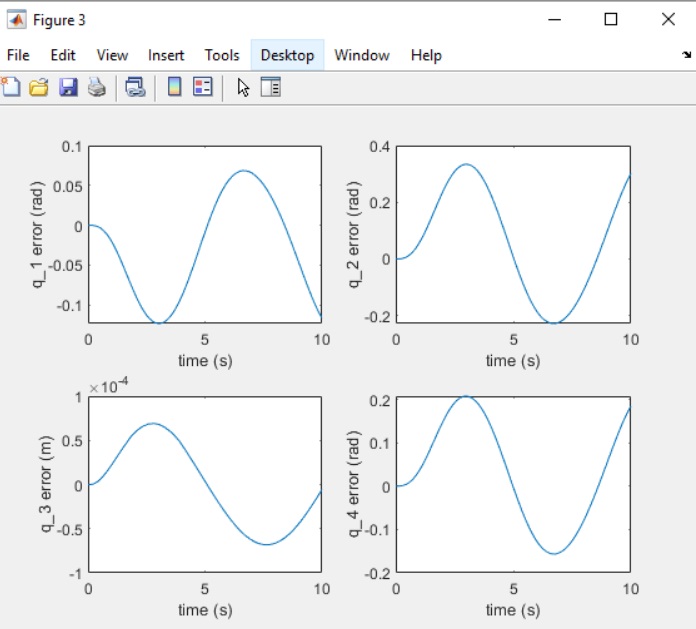 Figure 3
File Edit View Insert Tools Desktop Window Help
0.1
0.05
0
-0.05
-0.1
q_1 error (rad)
0 5 10
time (s)
0.4
0.2
0
-0.2
q_2 error (rad)
0 5 10
time (s)
×10-4
1
0.5
0
-0.5
-1
q_3 error (m)
0 5 10
time (s)
0.2
0.1
0
-0.1
-0.2
q_4 error (rad)
0 5 10
time (s)